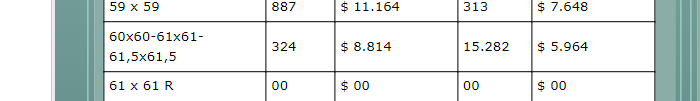 59 x 59 887 $ 11.164 313 $ 7.648
60x60-61x61-
61,5x61,5 324 $ 8.814 15.282 $ 5.964
61 x 61 R 00 $ 00 00 $ 00